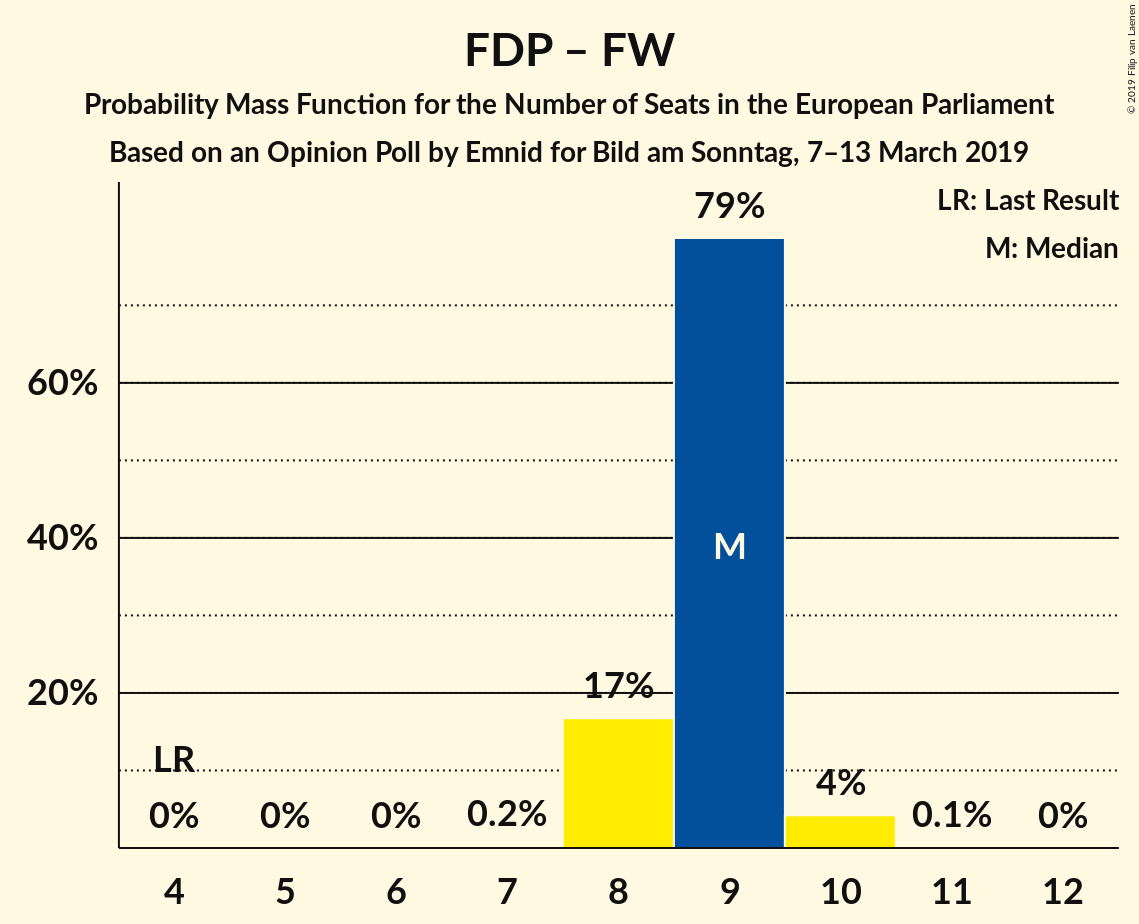 FDP – FW
Probability Mass Function for the Number of Seats in the European Parliament
Based on an Opinion Poll by Emnid for Bild am Sonntag, 7–13 March 2019
© 2019 Filip van Laenen
LR: Last Result
M: Median
79%
60%
40%
M
20%
17%
LR
0%
0%
0%
0.2%
4%
0.1%
0%
4 5 6 7 8 9 10 11 12